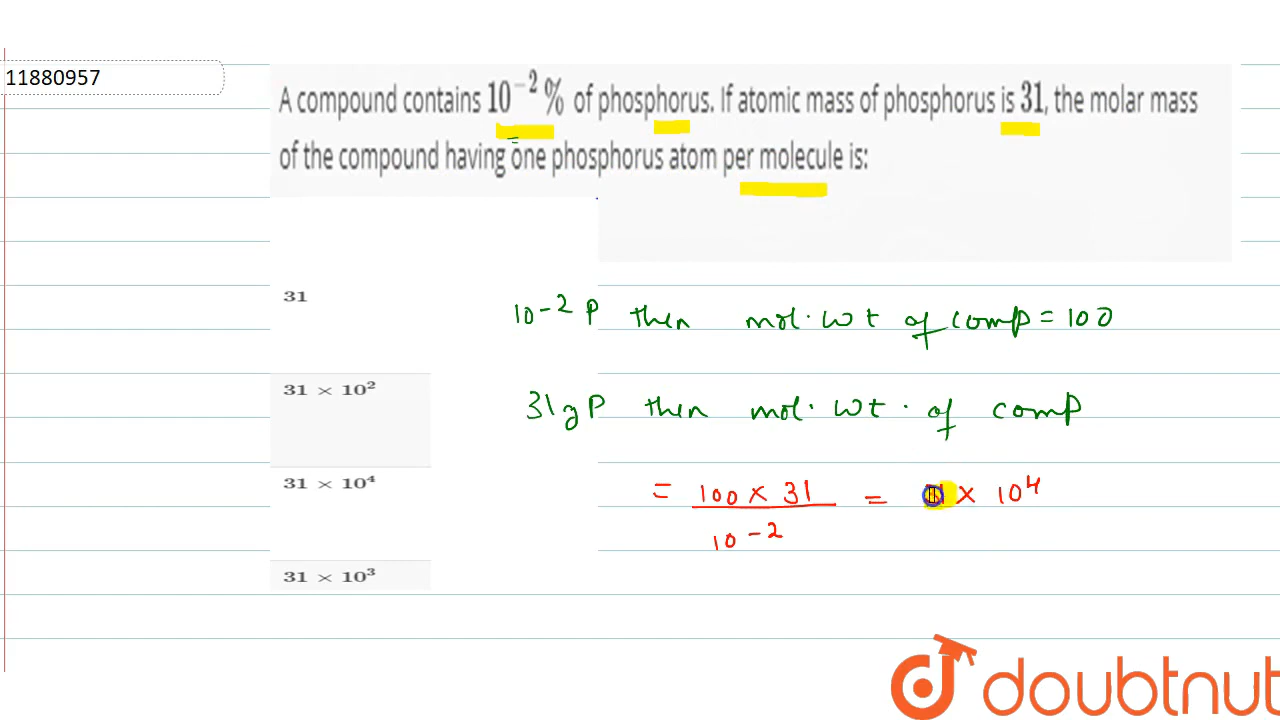 11880957
A compound contains 10⁻² % of phosphorus. If atomic mass of phosphorus is 31, the molar mass
of the compound having one phosphorus atom per molecule is:
31
31 × 10²
31 × 10⁴
31 × 10³
10-2 P then mol. wt of comp = 100
31 g P then mol. wt. of comp
= 100 × 31 / 10-2 = × 10⁴
doubtnut